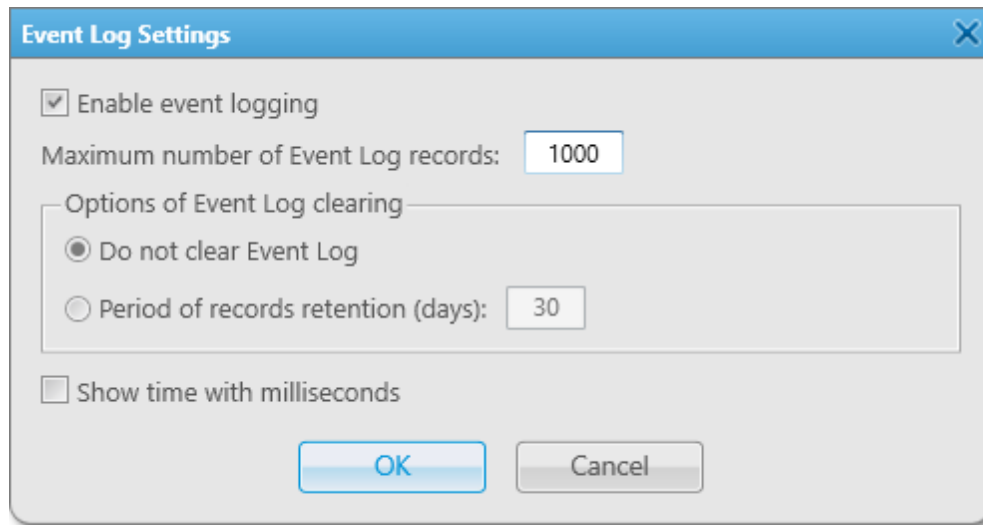 Event Log Settings
Enable event logging
Maximum number of Event Log records: 1000
Options of Event Log clearing
Do not clear Event Log
Period of records retention (days): 30
Show time with milliseconds
OK Cancel